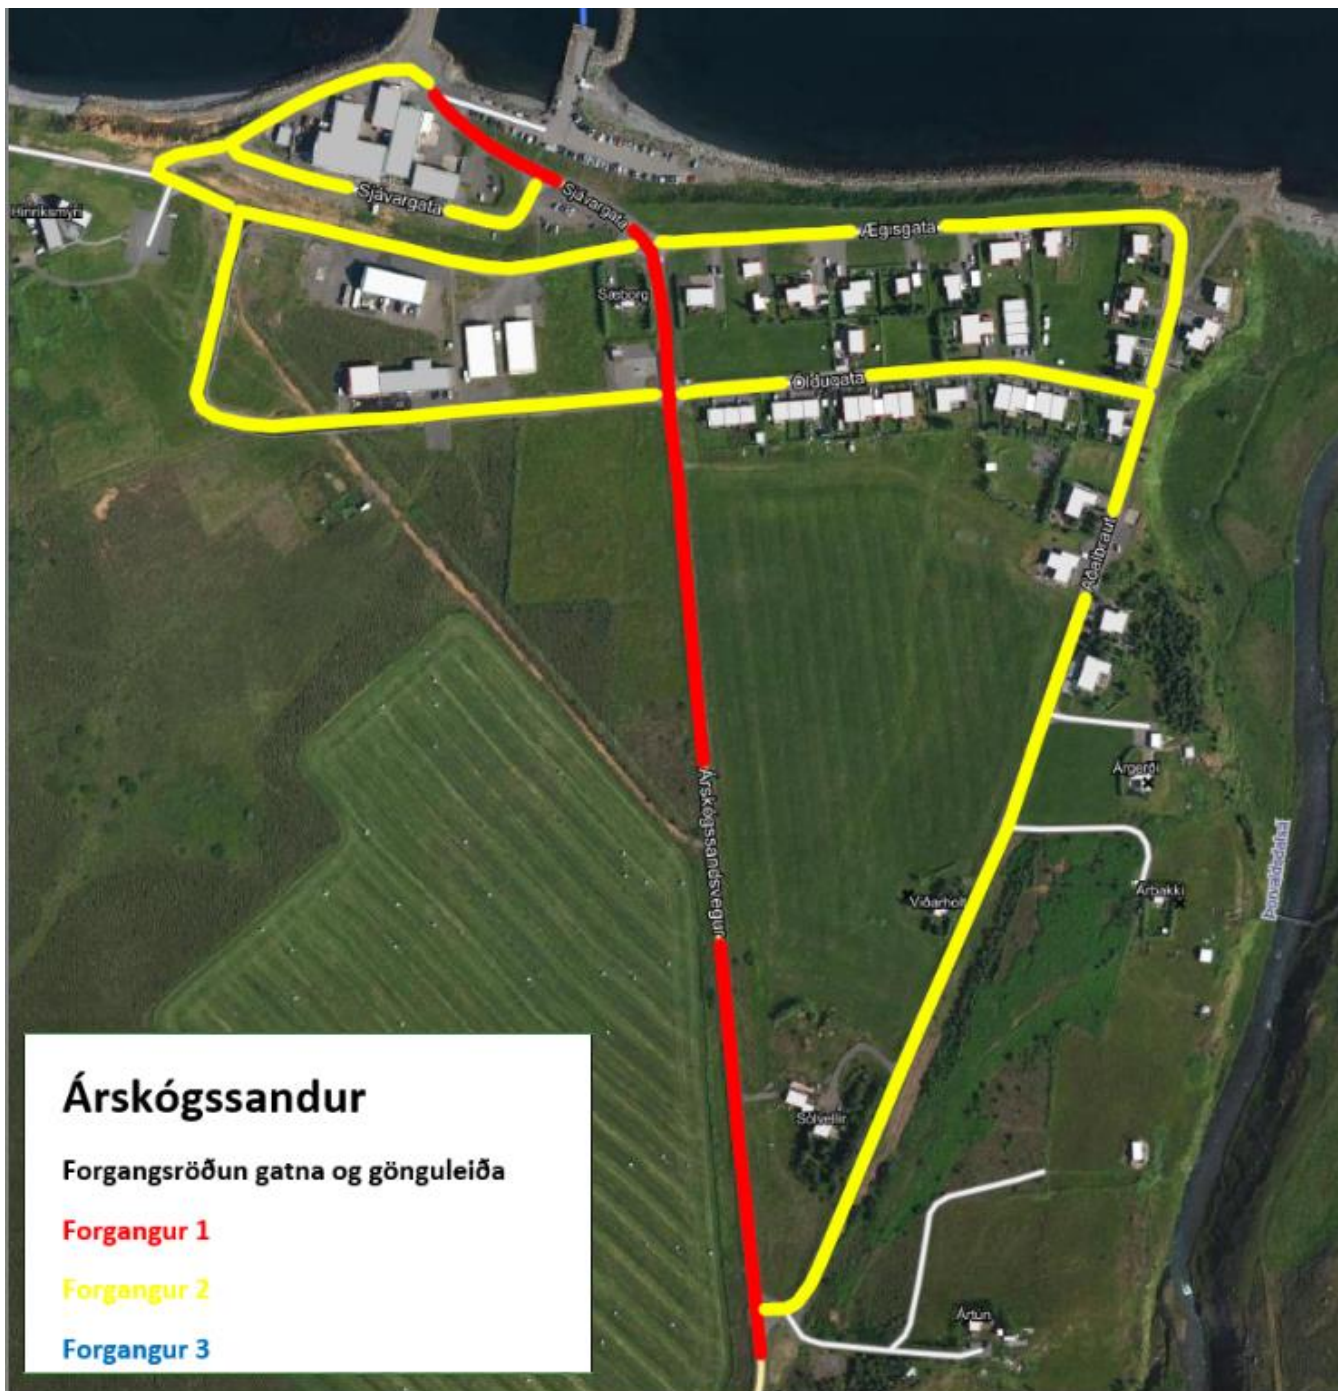 Hinriksmýri
Sjávargata
Sjávargata
Ægisgata
Sæborg
Öldugata
Aðalbraut
Árgerði
Árskógssandsvegur
Viðarholt
Árbakki
Þorvaldsdalsá
Sólvellir
Ártún
Árskógssandur
Forgangsröðun gatna og gönguleiða
Forgangur 1
Forgangur 2
Forgangur 3